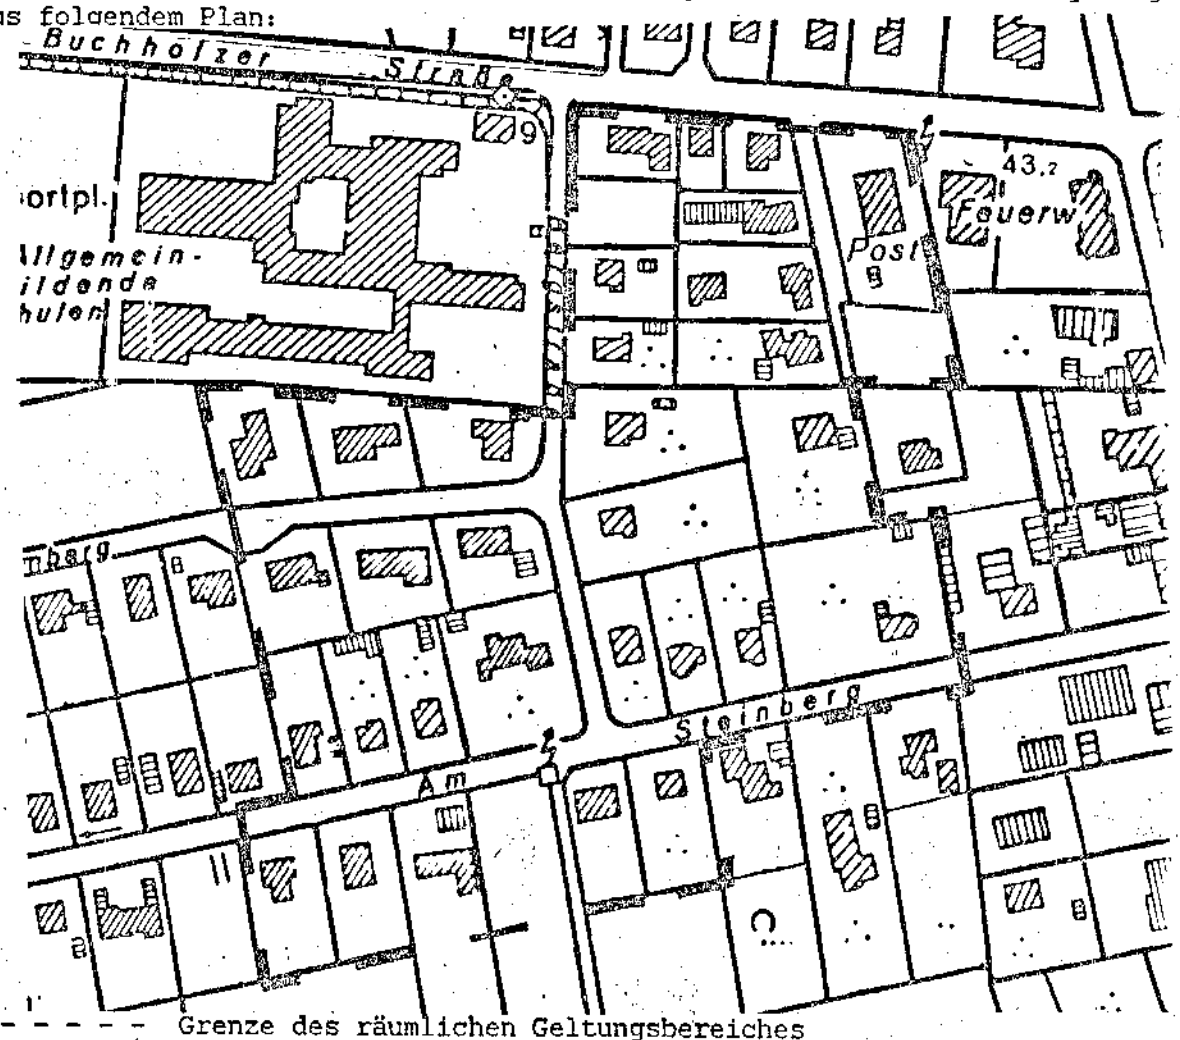 us folgendem Plan:
Buchholzer Straße
9
43,2
ortpl.
Feuerw
Post
Allgemein-
ildende
hulen
nberg
Steinberg
Am
Grenze des räumlichen Geltungsbereiches